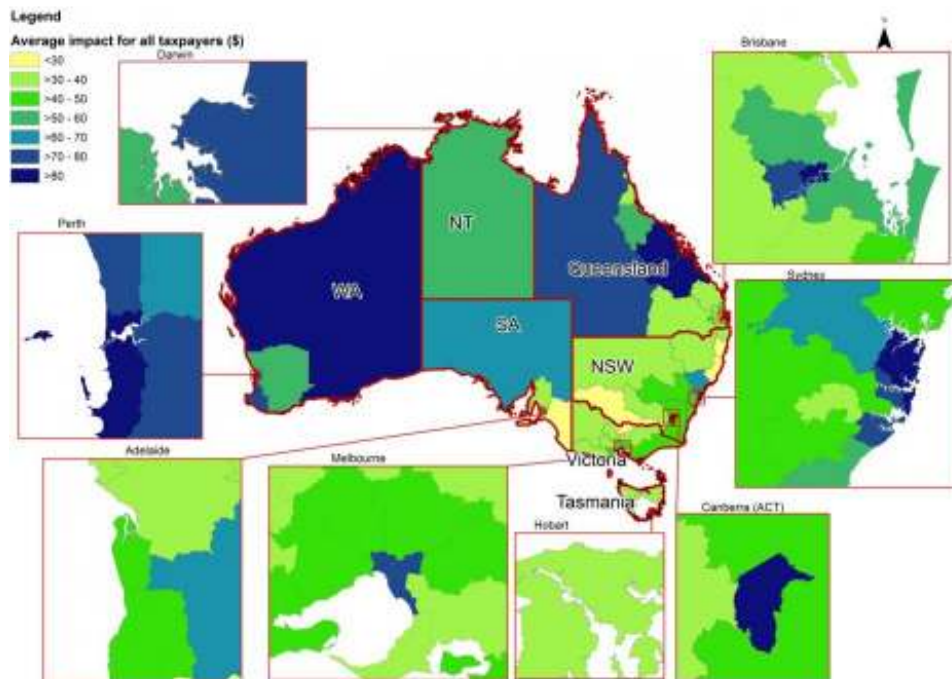 Legend
Average impact for all taxpayers ($)
<30
>30 - 40
>40 - 50
>50 - 60
>60 - 70
>70 - 80
>80
Darwin
Brisbane
Perth
NT
WA
Queensland
SA
NSW
Sydney
Adelaide
Melbourne
Victoria
Tasmania
Hobart
Canberra (ACT)